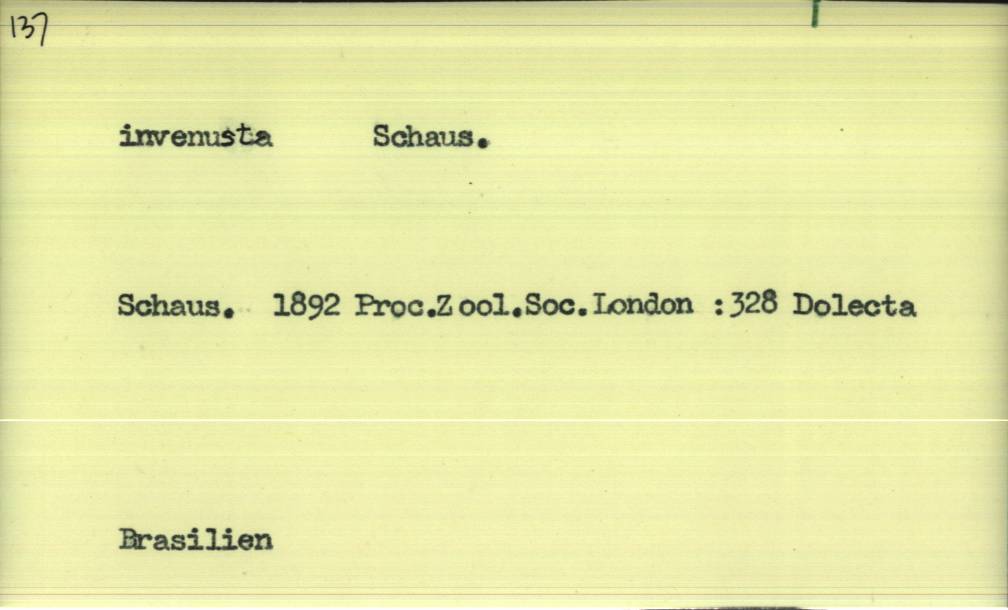 137
invenusta Schaus.
Schaus. 1892 Proc.Zool.Soc.London :328 Dolecta
Brasilien